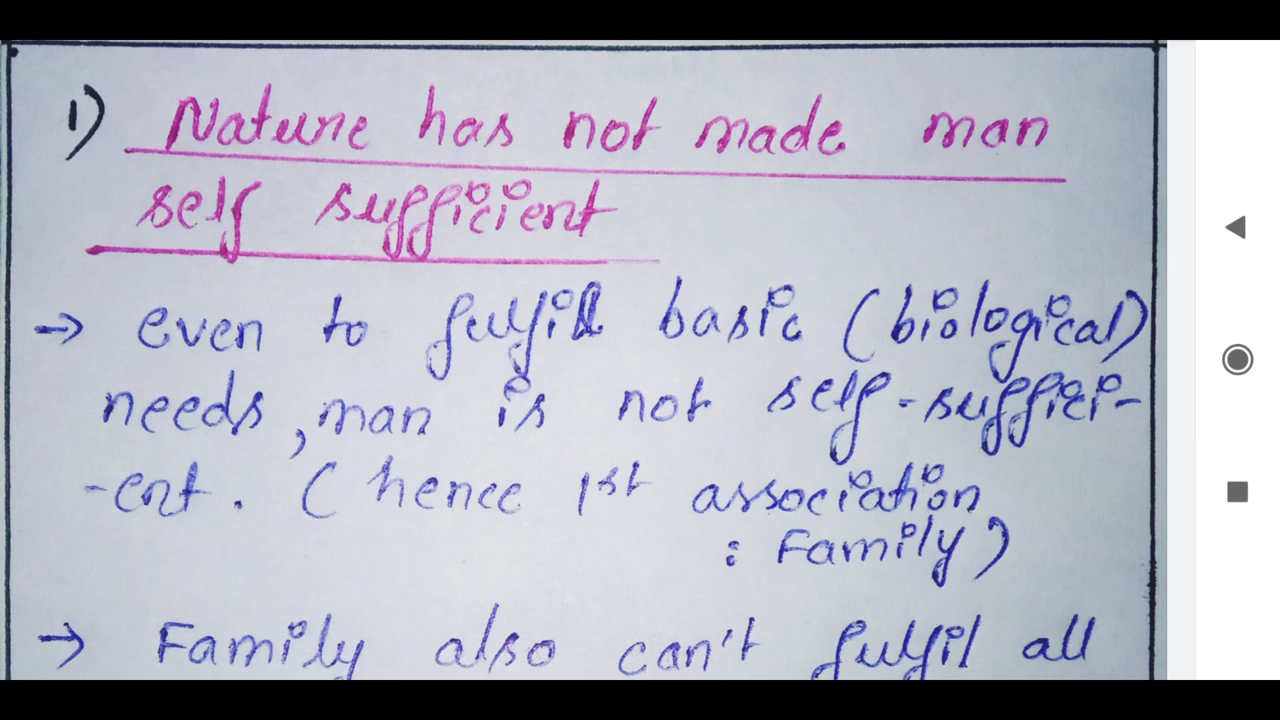 1) Nature has not made man
self sufficient
→ even to fulfil basic (biological)
needs, man is not self-suffici-
-ent. (hence 1st association
: Family)
→ Family also can't fulfil all